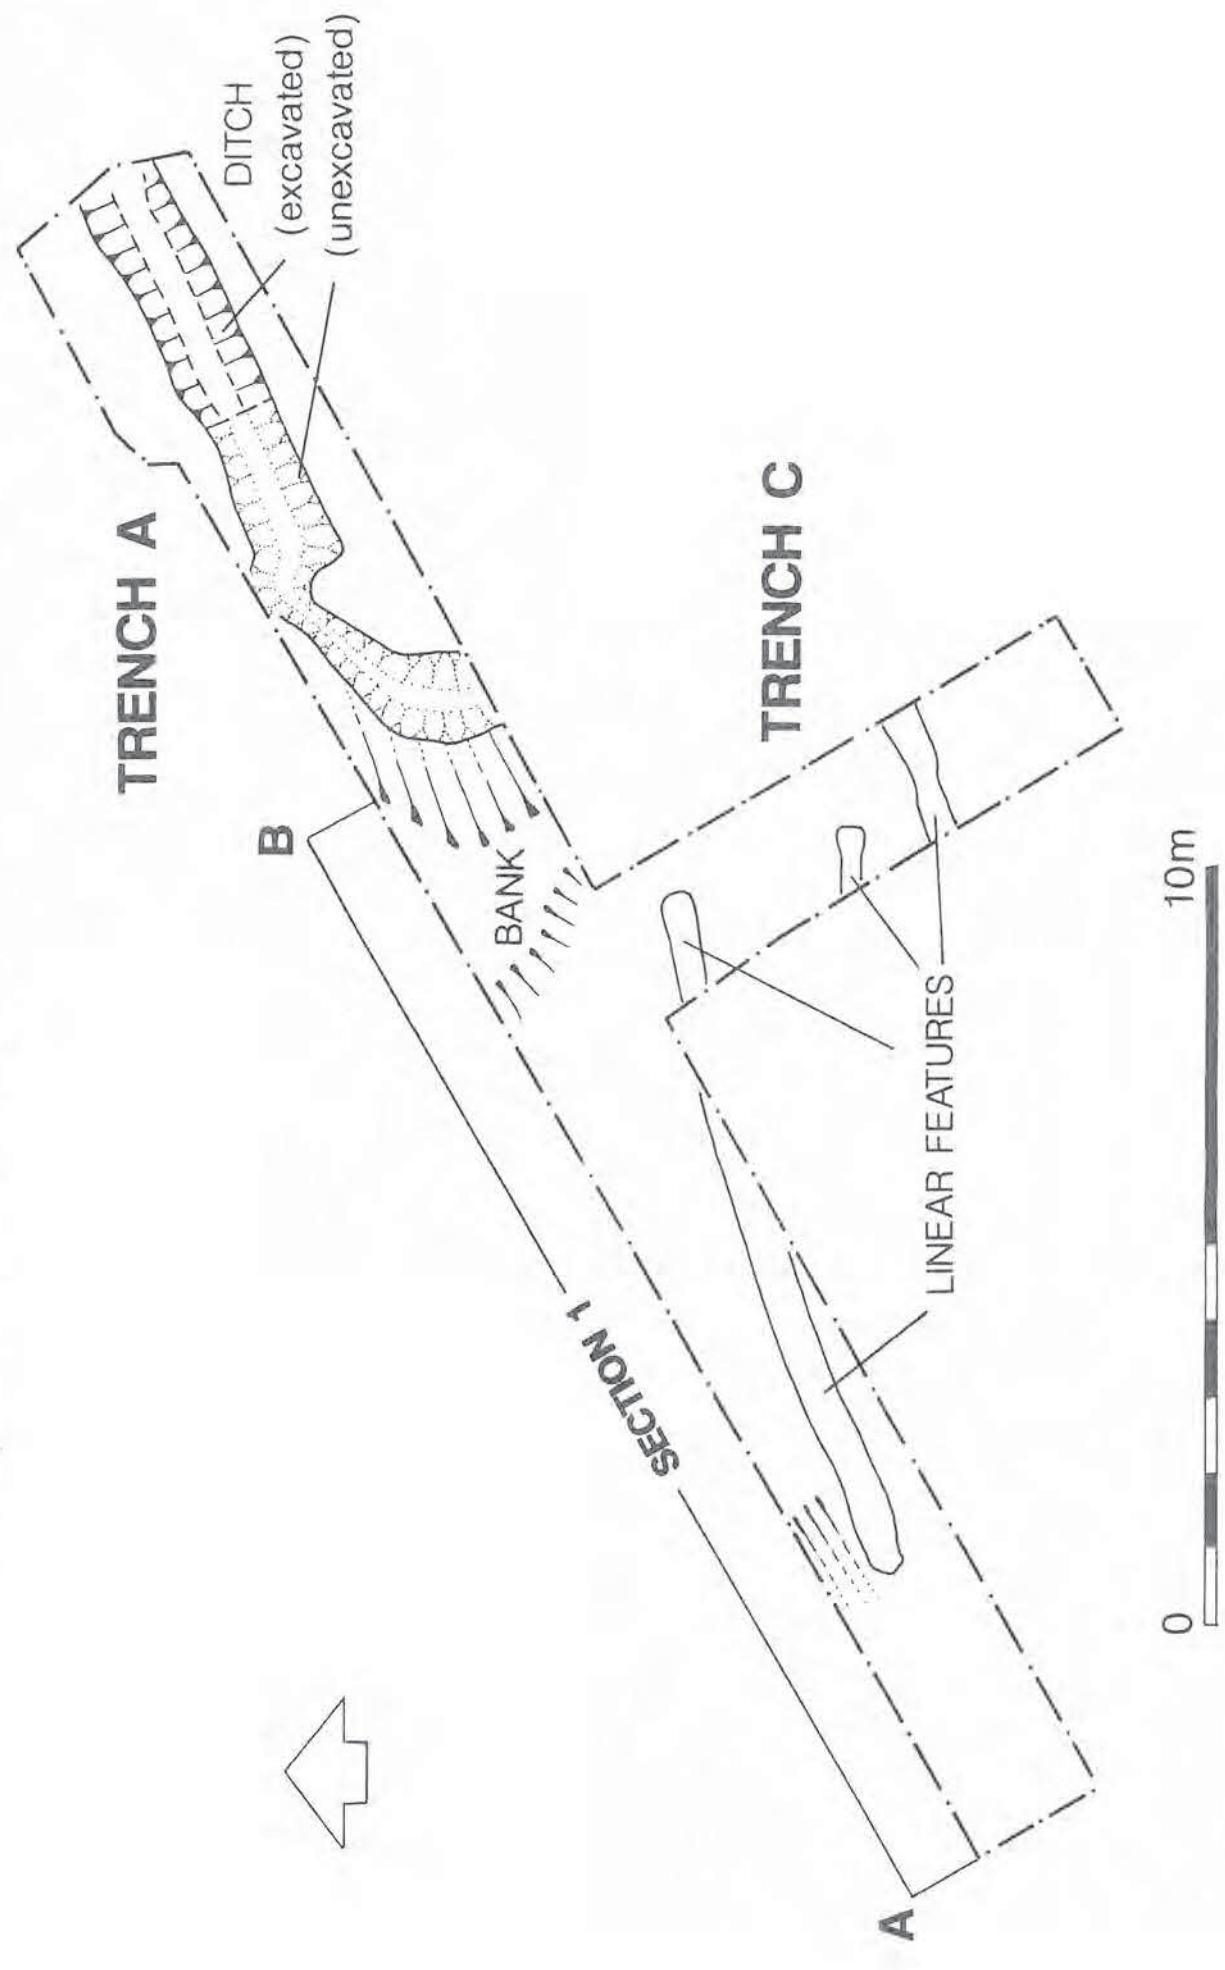 TRENCH A
DITCH
(excavated)
(unexcavated)
B
BANK
TRENCH C
SECTION 1
LINEAR FEATURES
A
0
10m